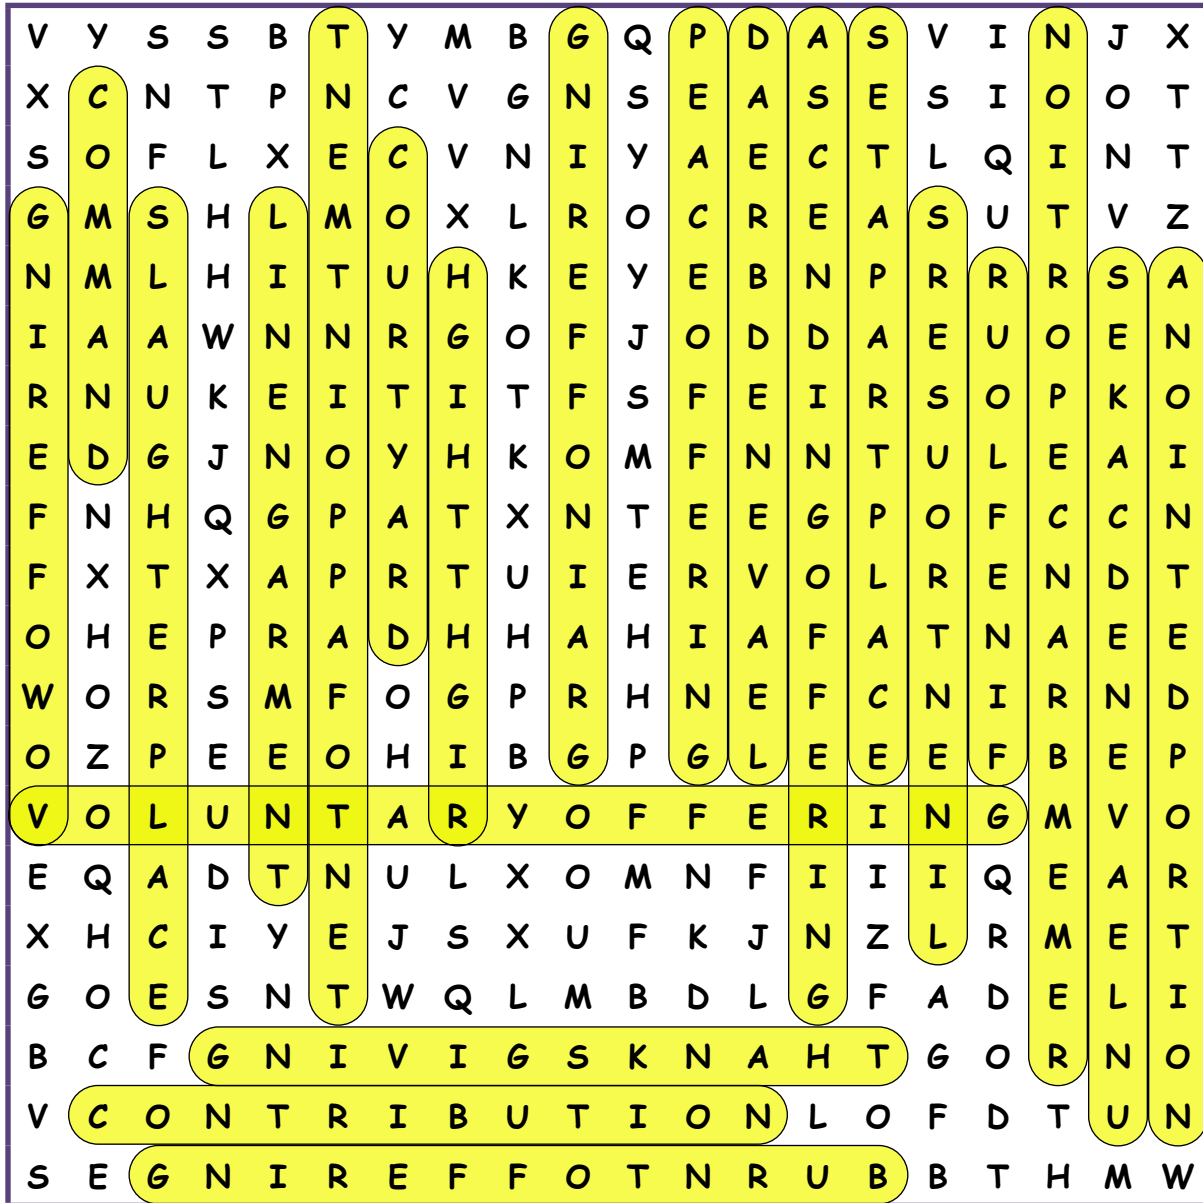 V Y S S B T Y M B G Q P D A S V I N J X
X C N T P N C V G N S E A S E S I O O T
S O F L X E C V N I Y A E C T L Q I N T
G M S H L M O X L R O C R E A S U T V Z
N M L H I T U H K E Y E B N P R R R S A
I A A W N N R G O F J O D D A E U O E N
R N U K E I T I T F S F E I R S O P K O
E D G J N O Y H K O M F N N T U L E A I
F N H Q G P A T X N T E E G P O F C C N
F X T X A P R T U I E R V O L R E N D T
O H E P R A D H H A H I A F A T N A E E
W O R S M F O G P R H N E F C N I R N D
O Z P E E O H I B G P G L E E E F B E P
V O L U N T A R Y O F F E R I N G M V O
E Q A D T N U L X O M N F I I I Q E A R
X H C I Y E J S X U F K J N Z L R M E T
G O E S N T W Q L M B D L G F A D E L I
B C F G N I V I G S K N A H T G O R N O
V C O N T R I B U T I O N L O F D T U N
S E G N I R E F F O T N R U B B T H M W